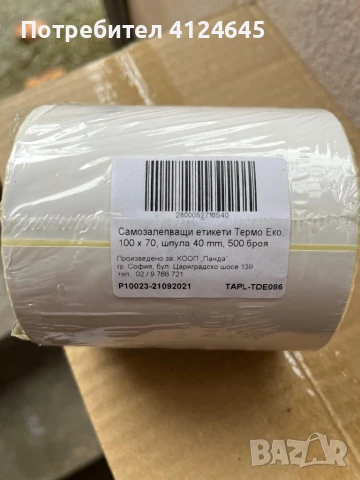 Потребител 4124645
2800052716540
Самозалепващи етикети Термо Еко,
100 x 70, шпула 40 mm, 500 броя
Произведено за: КООП „Панда"
гр. София, бул. Цариградско шосе 139
тел.: 02 / 9 766 721
P10023-21092021 TAPL-TDE086
BAZAR